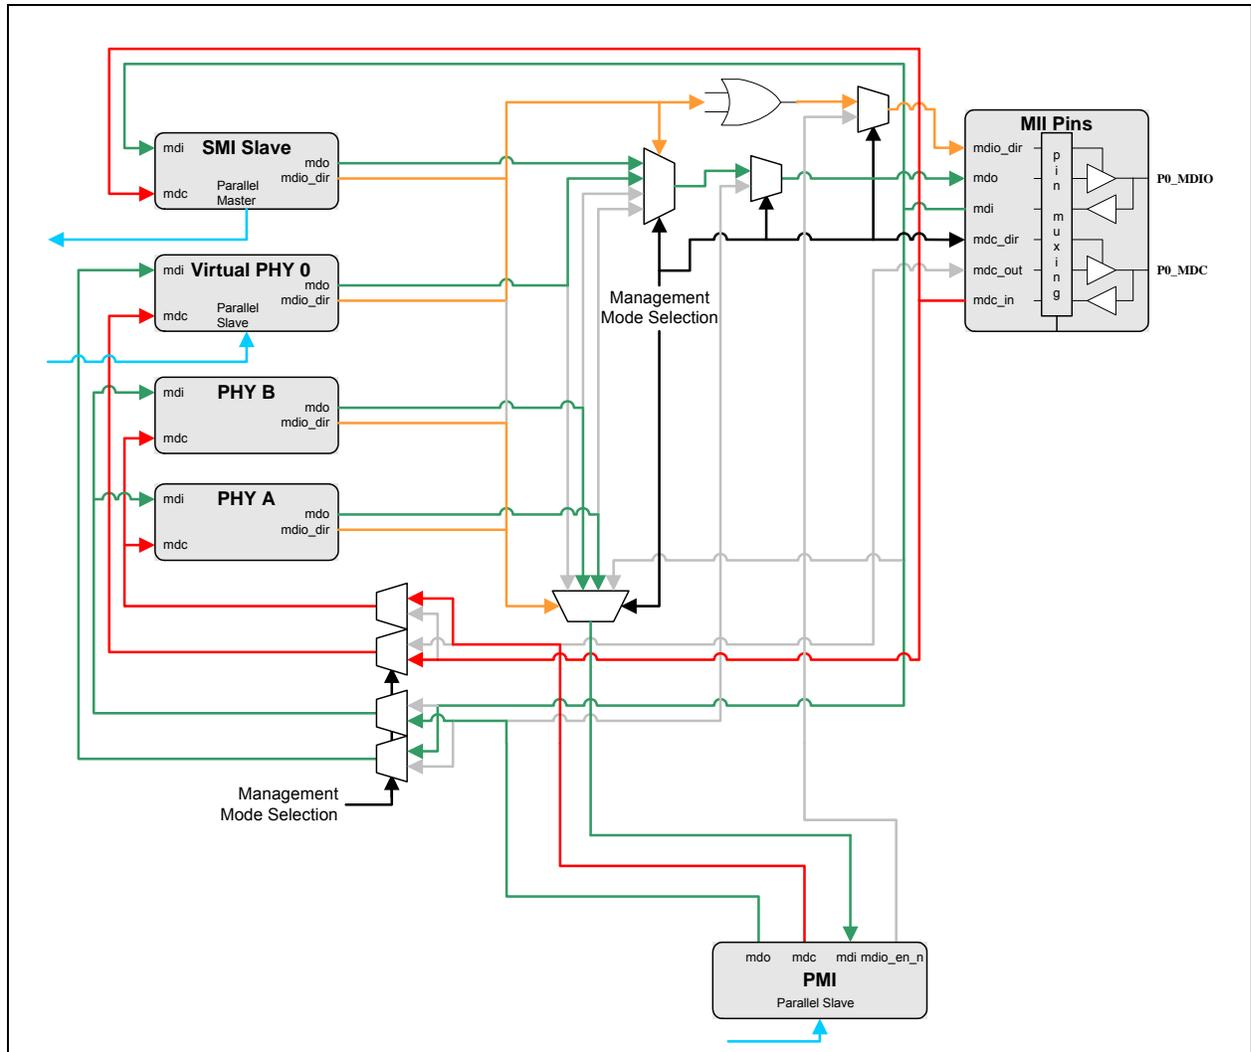 MII Pins
SMI Slave
mdi
mdo
mdio_dir
mdc
Parallel
Master
mdio_dir
mdo
mdi
mdc_dir
mdc_out
mdc_in
p
i
n
m
u
x
i
n
g
P0_MDIO
P0_MDC
Virtual PHY 0
mdi
mdo
mdio_dir
mdc
Parallel
Slave
Management
Mode Selection
PHY B
mdi
mdo
mdio_dir
mdc
PHY A
mdi
mdo
mdio_dir
mdc
Management
Mode Selection
mdo mdc mdi mdio_en_n
PMI
Parallel Slave